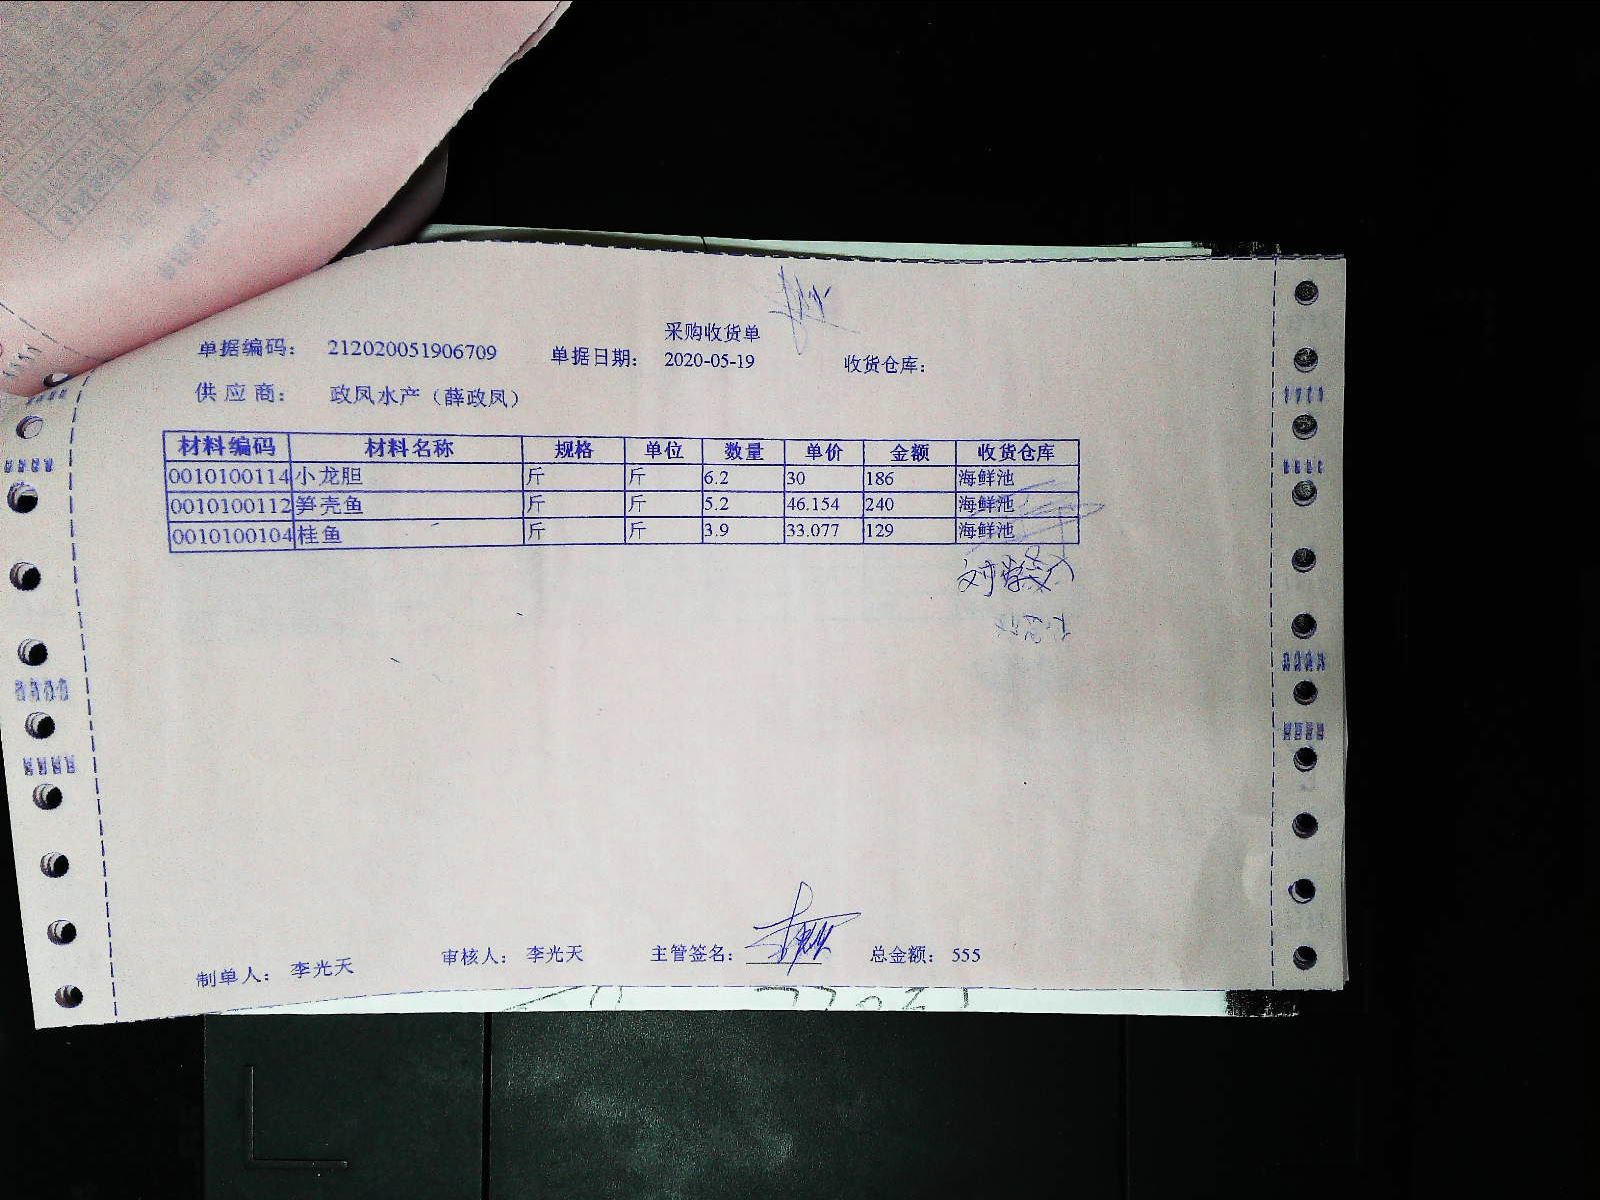 采购收货单
单据编码： 212020051906709 单据日期： 2020-05-19 收货仓库：
供应商： 政凤水产（薛政凤）
材料编码 材料名称 规格 单位 数量 单价 金额 收货仓库
0010100114 小龙胆 斤 斤 6.2 30 186 海鲜池
0010100112 笋壳鱼 斤 斤 5.2 46.154 240 海鲜池
0010100104 桂鱼 斤 斤 3.9 33.077 129 海鲜池
制单人： 李光天 审核人： 李光天 主管签名： 总金额： 555